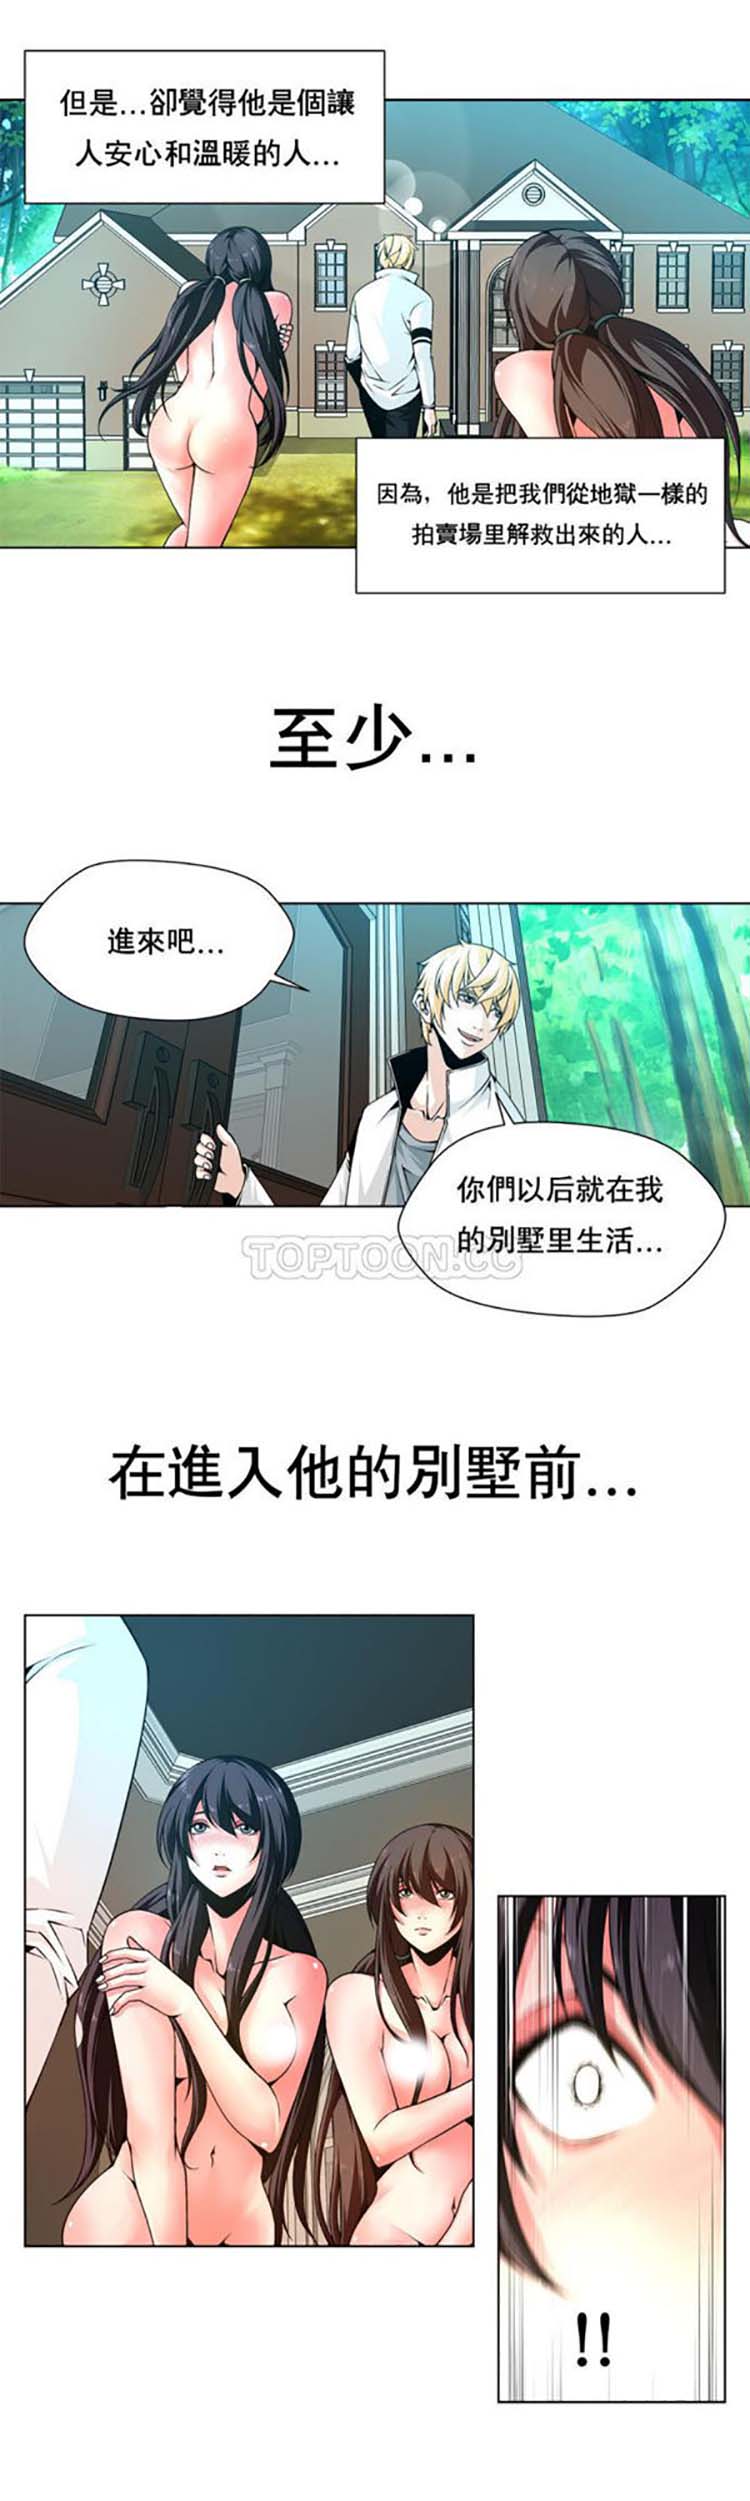 但是...卻覺得他是個讓
人安心和溫暖的人...
因為，他是把我們從地獄一樣的
拍賣場里解救出來的人...
至少...
進來吧...
你們以后就在我
的別墅里生活...
TOPTOON.CC
在進入他的別墅前...
!!